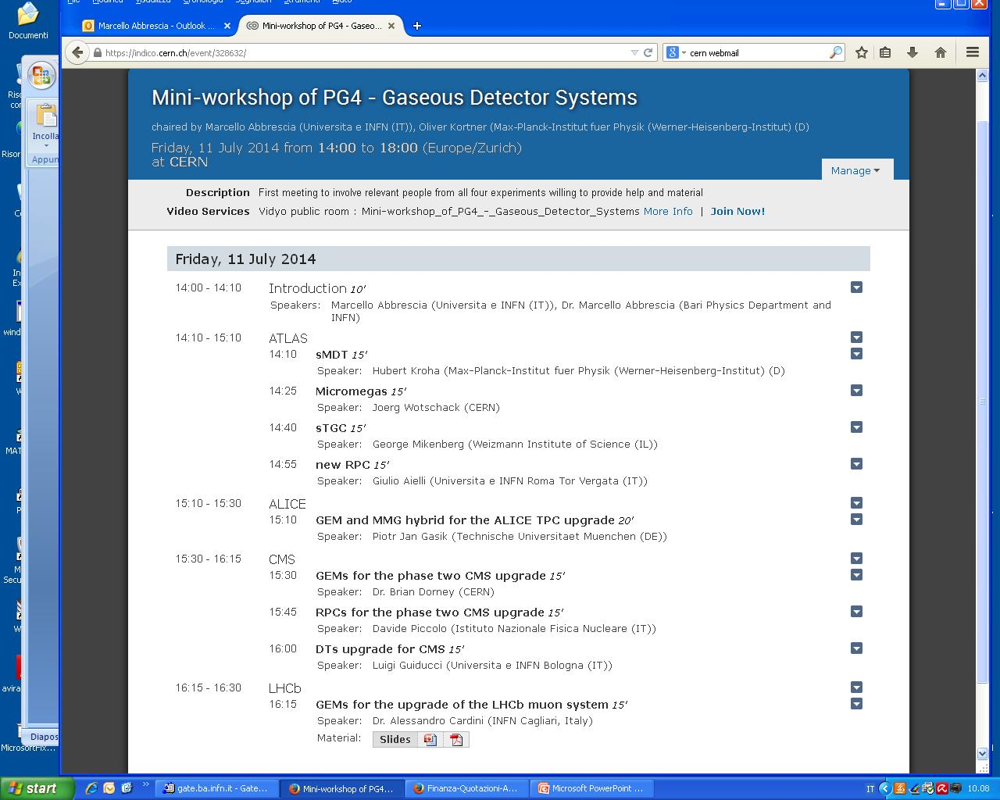 File Modifica Visualizza Cronologia Segnalibri Strumenti Aiuto
Documenti
Marcello Abbrescia - Outlook ...
Mini-workshop of PG4 - Gaseo...
https://indico.cern.ch/event/328632/
cern webmail
Incolla
Appun
Mini-workshop of PG4 - Gaseous Detector Systems
chaired by Marcello Abbrescia (Universita e INFN (IT)), Oliver Kortner (Max-Planck-Institut fuer Physik (Werner-Heisenberg-Institut) (D)
Friday, 11 July 2014 from 14:00 to 18:00 (Europe/Zurich)
at CERN
Manage
Description First meeting to involve relevant people from all four experiments willing to provide help and material
Video Services Vidyo public room : Mini-workshop_of_PG4_-_Gaseous_Detector_Systems More Info | Join Now!
Friday, 11 July 2014
14:00 - 14:10 Introduction 10'
Speakers: Marcello Abbrescia (Universita e INFN (IT)), Dr. Marcello Abbrescia (Bari Physics Department and
INFN)
14:10 - 15:10 ATLAS
14:10 sMDT 15'
Speaker: Hubert Kroha (Max-Planck-Institut fuer Physik (Werner-Heisenberg-Institut) (D)
14:25 Micromegas 15'
Speaker: Joerg Wotschack (CERN)
14:40 sTGC 15'
Speaker: George Mikenberg (Weizmann Institute of Science (IL))
14:55 new RPC 15'
Speaker: Giulio Aielli (Universita e INFN Roma Tor Vergata (IT))
15:10 - 15:30 ALICE
15:10 GEM and MMG hybrid for the ALICE TPC upgrade 20'
Speaker: Piotr Jan Gasik (Technische Universitaet Muenchen (DE))
15:30 - 16:15 CMS
15:30 GEMs for the phase two CMS upgrade 15'
Speaker: Dr. Brian Dorney (CERN)
15:45 RPCs for the phase two CMS upgrade 15'
Speaker: Davide Piccolo (Istituto Nazionale Fisica Nucleare (IT))
16:00 DTs upgrade for CMS 15'
Speaker: Luigi Guiducci (Universita e INFN Bologna (IT))
16:15 - 16:30 LHCb
16:15 GEMs for the upgrade of the LHCb muon system 15'
Speaker: Dr. Alessandro Cardini (INFN Cagliari, Italy)
Material: Slides
Diapos
MicrosortFix...
start
gate.ba.infn.it - Gate...
Mini-workshop of PG4...
Finanza-Quotazioni-A...
Microsoft PowerPoint ...
IT
10.08